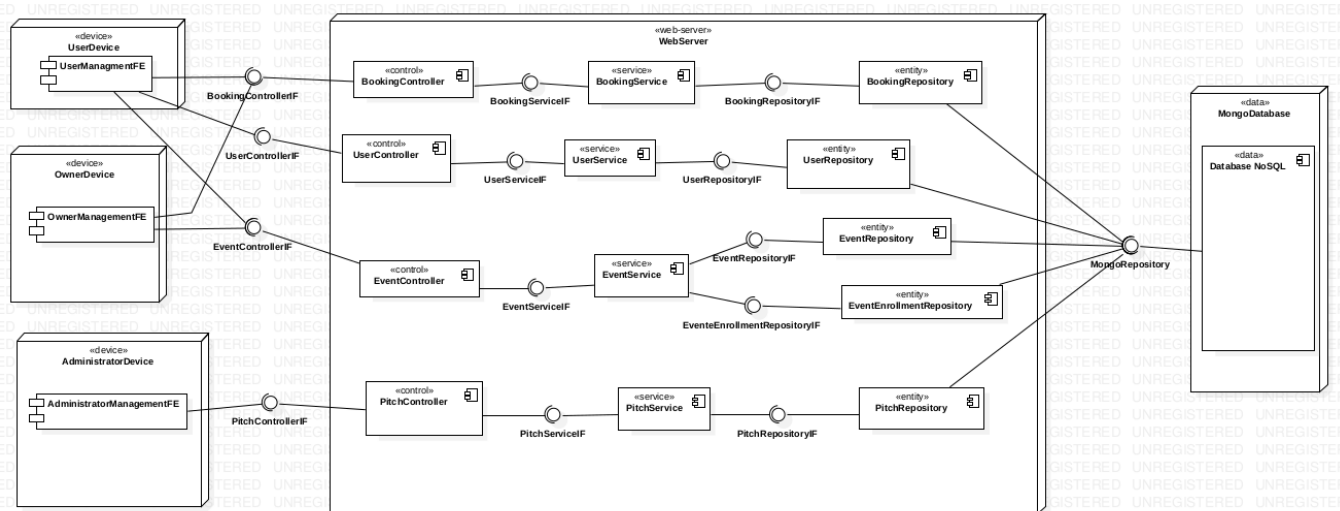 «device»
UserDevice
UserManagmentFE
«device»
OwnerDevice
OwnerManagementFE
«device»
AdministratorDevice
AdministratorManagementFE
BookingControllerIF
UserControllerIF
EventControllerIF
PitchControllerIF
«web-server»
WebServer
«control»
BookingController
BookingServiceIF
«service»
BookingService
BookingRepositoryIF
«entity»
BookingRepository
«control»
UserController
UserServiceIF
«service»
UserService
UserRepositoryIF
«entity»
UserRepository
«control»
EventController
EventServiceIF
«service»
EventService
EventRepositoryIF
«entity»
EventRepository
EventeEnrollmentRepositoryIF
«entity»
EventEnrollmentRepository
«control»
PitchController
PitchServiceIF
«service»
PitchService
PitchRepositoryIF
«entity»
PitchRepository
MongoRepository
«data»
MongoDatabase
«data»
Database NoSQL
UNREGISTERED